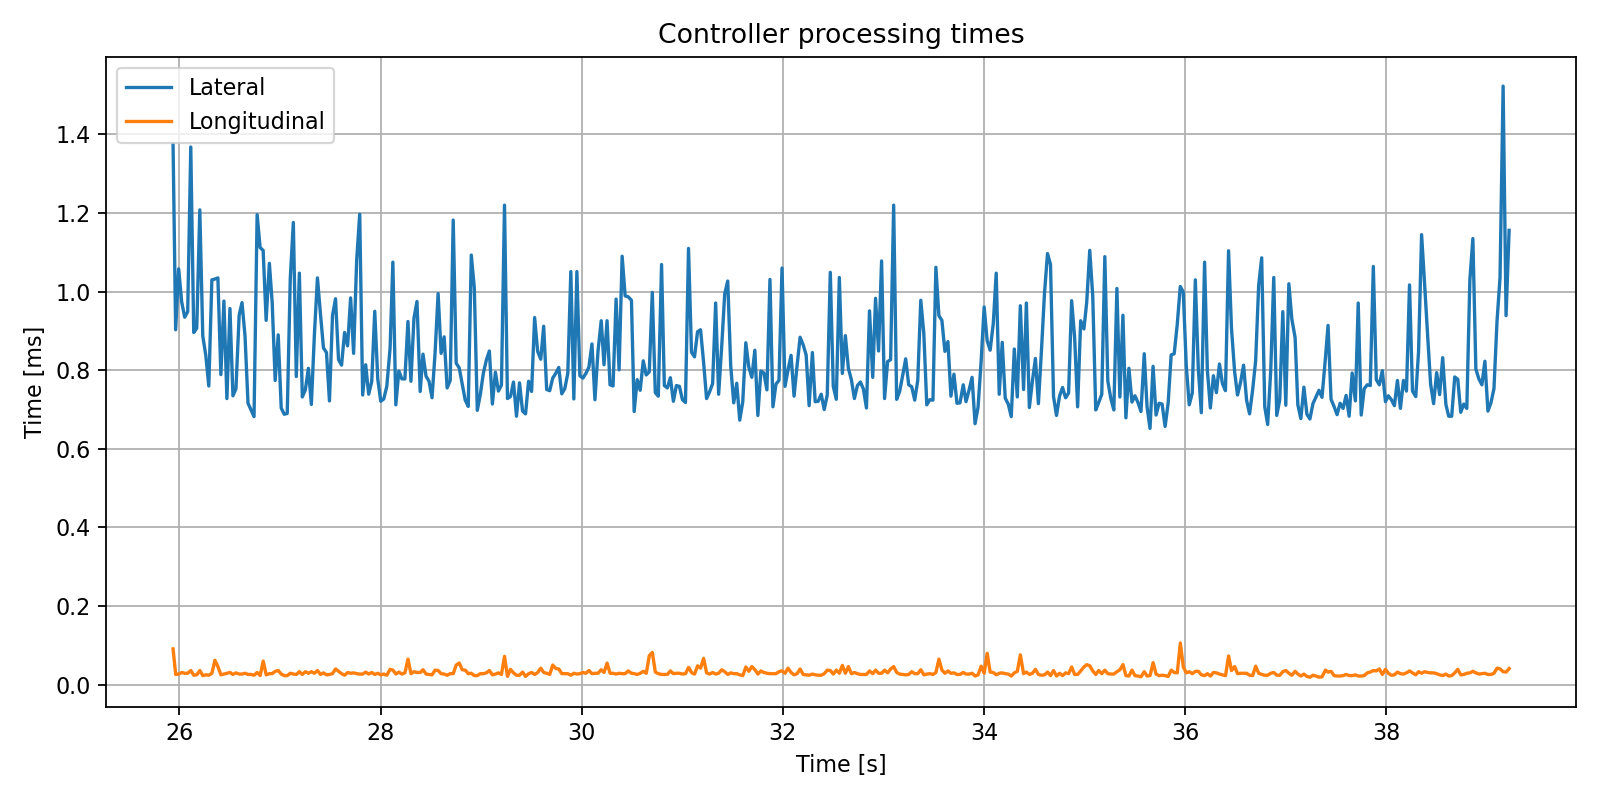 Controller processing times
Lateral
Longitudinal
1.4
1.2
1.0
0.8
0.6
0.4
0.2
0.0
Time [ms]
26 28 30 32 34 36 38
Time [s]